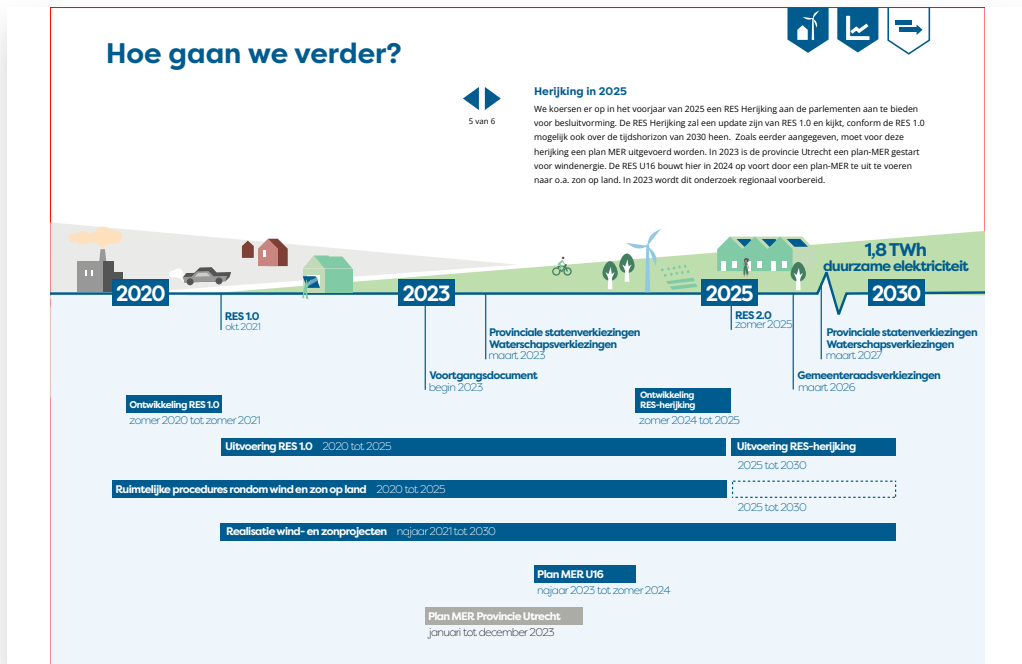 Hoe gaan we verder?
5 van 6
Herijking in 2025
We koersen er op in het voorjaar van 2025 een RES Herijking aan de parlementen aan te bieden
voor besluitvorming. De RES Herijking zal een update zijn van RES 1.0 en kijkt, conform de RES 1.0
mogelijk ook over de tijdshorizon van 2030 heen. Zoals eerder aangegeven, moet voor deze
herijking een plan MER uitgevoerd worden. In 2023 is de provincie Utrecht een plan-MER gestart
voor windenergie. De RES U16 bouwt hier in 2024 op voort door een plan-MER te uit te voeren
naar o.a. zon op land. In 2023 wordt dit onderzoek regionaal voorbereid.
1,8 TWh
duurzame elektriciteit
2020
2023
2025
2030
RES 1.0
okt 2021
RES 2.0
zomer 2025
Provinciale statenverkiezingen
Waterschapsverkiezingen
maart 2023
Provinciale statenverkiezingen
Waterschapsverkiezingen
maart 2027
Voortgangsdocument
begin 2023
Gemeenteraadsverkiezingen
maart 2026
Ontwikkeling RES 1.0
zomer 2020 tot zomer 2021
Ontwikkeling
RES-herijking
zomer 2024 tot 2025
Uitvoering RES 1.0 2020 tot 2025
Uitvoering RES-herijking
2025 tot 2030
Ruimtelijke procedures rondom wind en zon op land 2020 tot 2025
2025 tot 2030
Realisatie wind- en zonprojecten najaar 2021 tot 2030
Plan MER U16
najaar 2023 tot zomer 2024
Plan MER Provincie Utrecht
januari tot december 2023